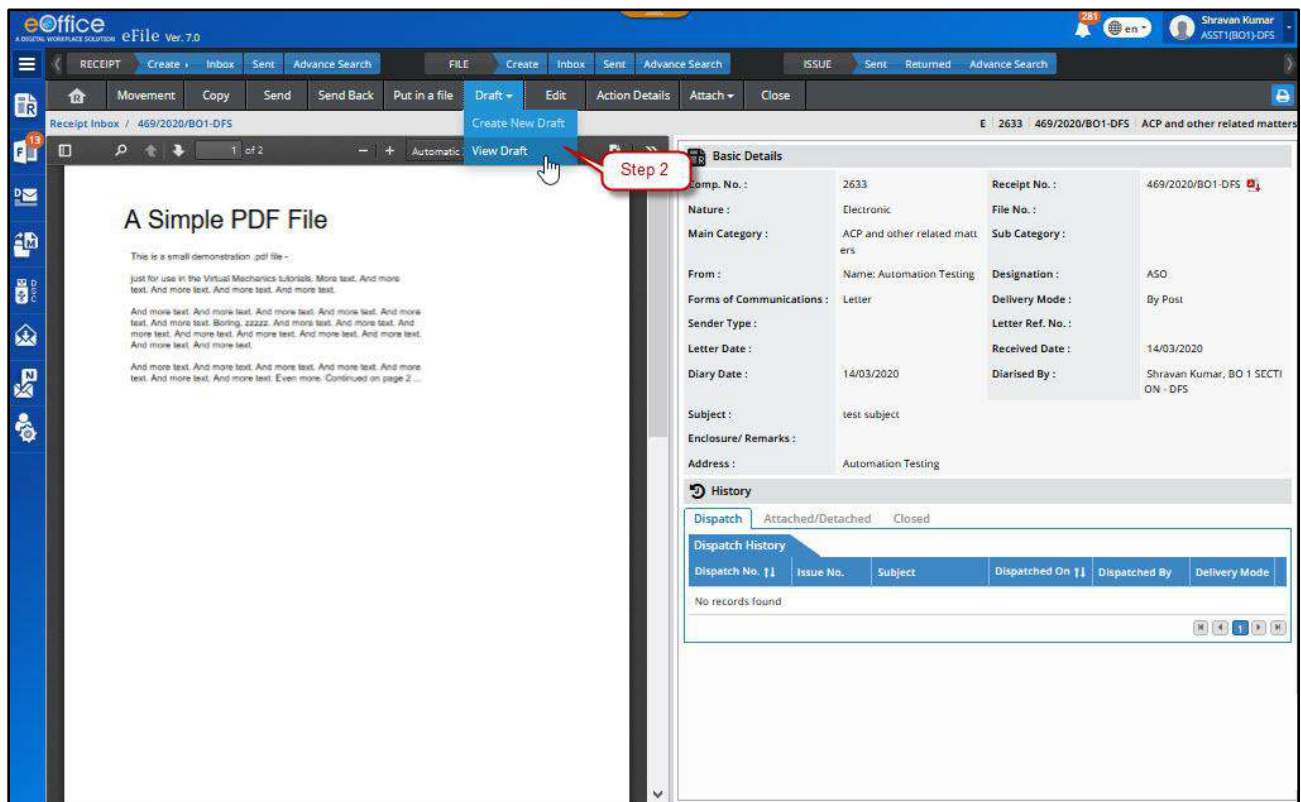 eOffice
A DIGITAL WORKPLACE SOLUTION
eFile Ver. 7.0
281
en
Shravan Kumar
ASST1(BO1)-DFS
RECEIPT Create Inbox Sent Advance Search FILE Create Inbox Sent Advance Search ISSUE Sent Returned Advance Search
R Movement Copy Send Send Back Put in a file Draft Edit Action Details Attach Close
Receipt Inbox / 469/2020/BO1-DFS
Create New Draft
View Draft
Step 2
E 2633 469/2020/BO1-DFS ACP and other related matters
R
13
F
D
M
DSC
N
1 of 2 − + Automatic
A Simple PDF File
This is a small demonstration .pdf file -
just for use in the Virtual Mechanics tutorials. More text. And more
text. And more text. And more text. And more text.
And more text. And more text. And more text. And more text. And more
text. And more text. Boring, zzzzz. And more text. And more text. And
more text. And more text. And more text. And more text. And more text.
And more text. And more text.
And more text. And more text. And more text. And more text. And more
text. And more text. And more text. Even more. Continued on page 2 ...
Basic Details
Comp. No. : 2633 Receipt No. : 469/2020/BO1-DFS
Nature : Electronic File No. :
Main Category : ACP and other related matt
ers
Sub Category :
From : Name: Automation Testing Designation : ASO
Forms of Communications : Letter Delivery Mode : By Post
Sender Type : Letter Ref. No. :
Letter Date : Received Date : 14/03/2020
Diary Date : 14/03/2020 Diarised By : Shravan Kumar, BO 1 SECTI
ON - DFS
Subject : test subject
Enclosure/ Remarks :
Address : Automation Testing
History
Dispatch Attached/Detached Closed
Dispatch History
Dispatch No. Issue No. Subject Dispatched On Dispatched By Delivery Mode
No records found
1